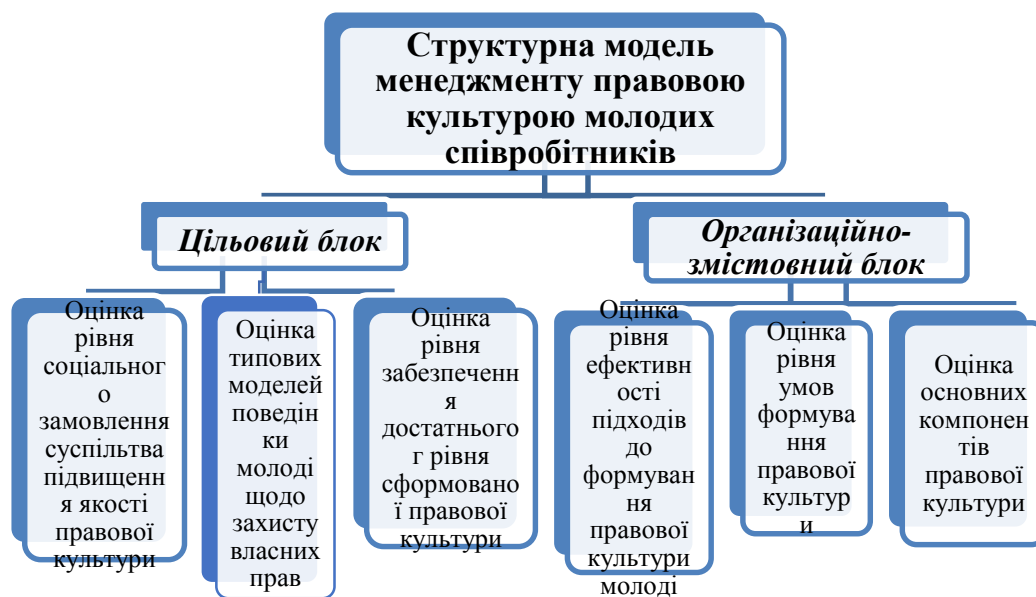 Структурна модель
менеджменту правовою
культурою молодих
співробітників
Цільовий блок
Організаційно-
змістовний блок
Оцінка
рівня
соціальног
о
замовлення
суспільства
підвищенн
я якості
правової
культури
Оцінка
типових
моделей
поведін
ки
молоді
щодо
захисту
власних
прав
Оцінка
рівня
забезпеченн
я
достатнього
г рівня
сформовано
ї правової
культури
Оцінка
рівня
ефективн
ості
підходів
до
формуван
ня
правової
культури
молоді
Оцінка
рівня
умов
формува
ння
правової
культур
и
Оцінка
основних
компонен
тів
правової
культури